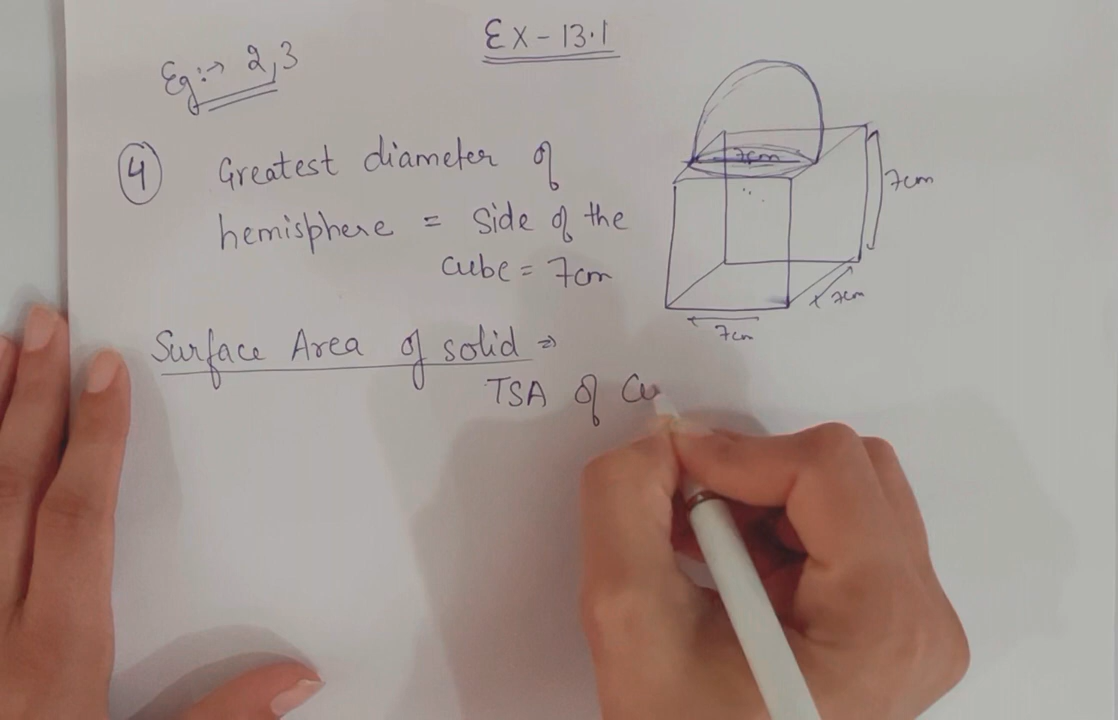 Ex - 13.1
Eg:→ 2,3
4 Greatest diameter of
hemisphere = Side of the
cube = 7cm
Surface Area of solid ⇒
TSA of Cu
7cm
7cm
7cm
7cm